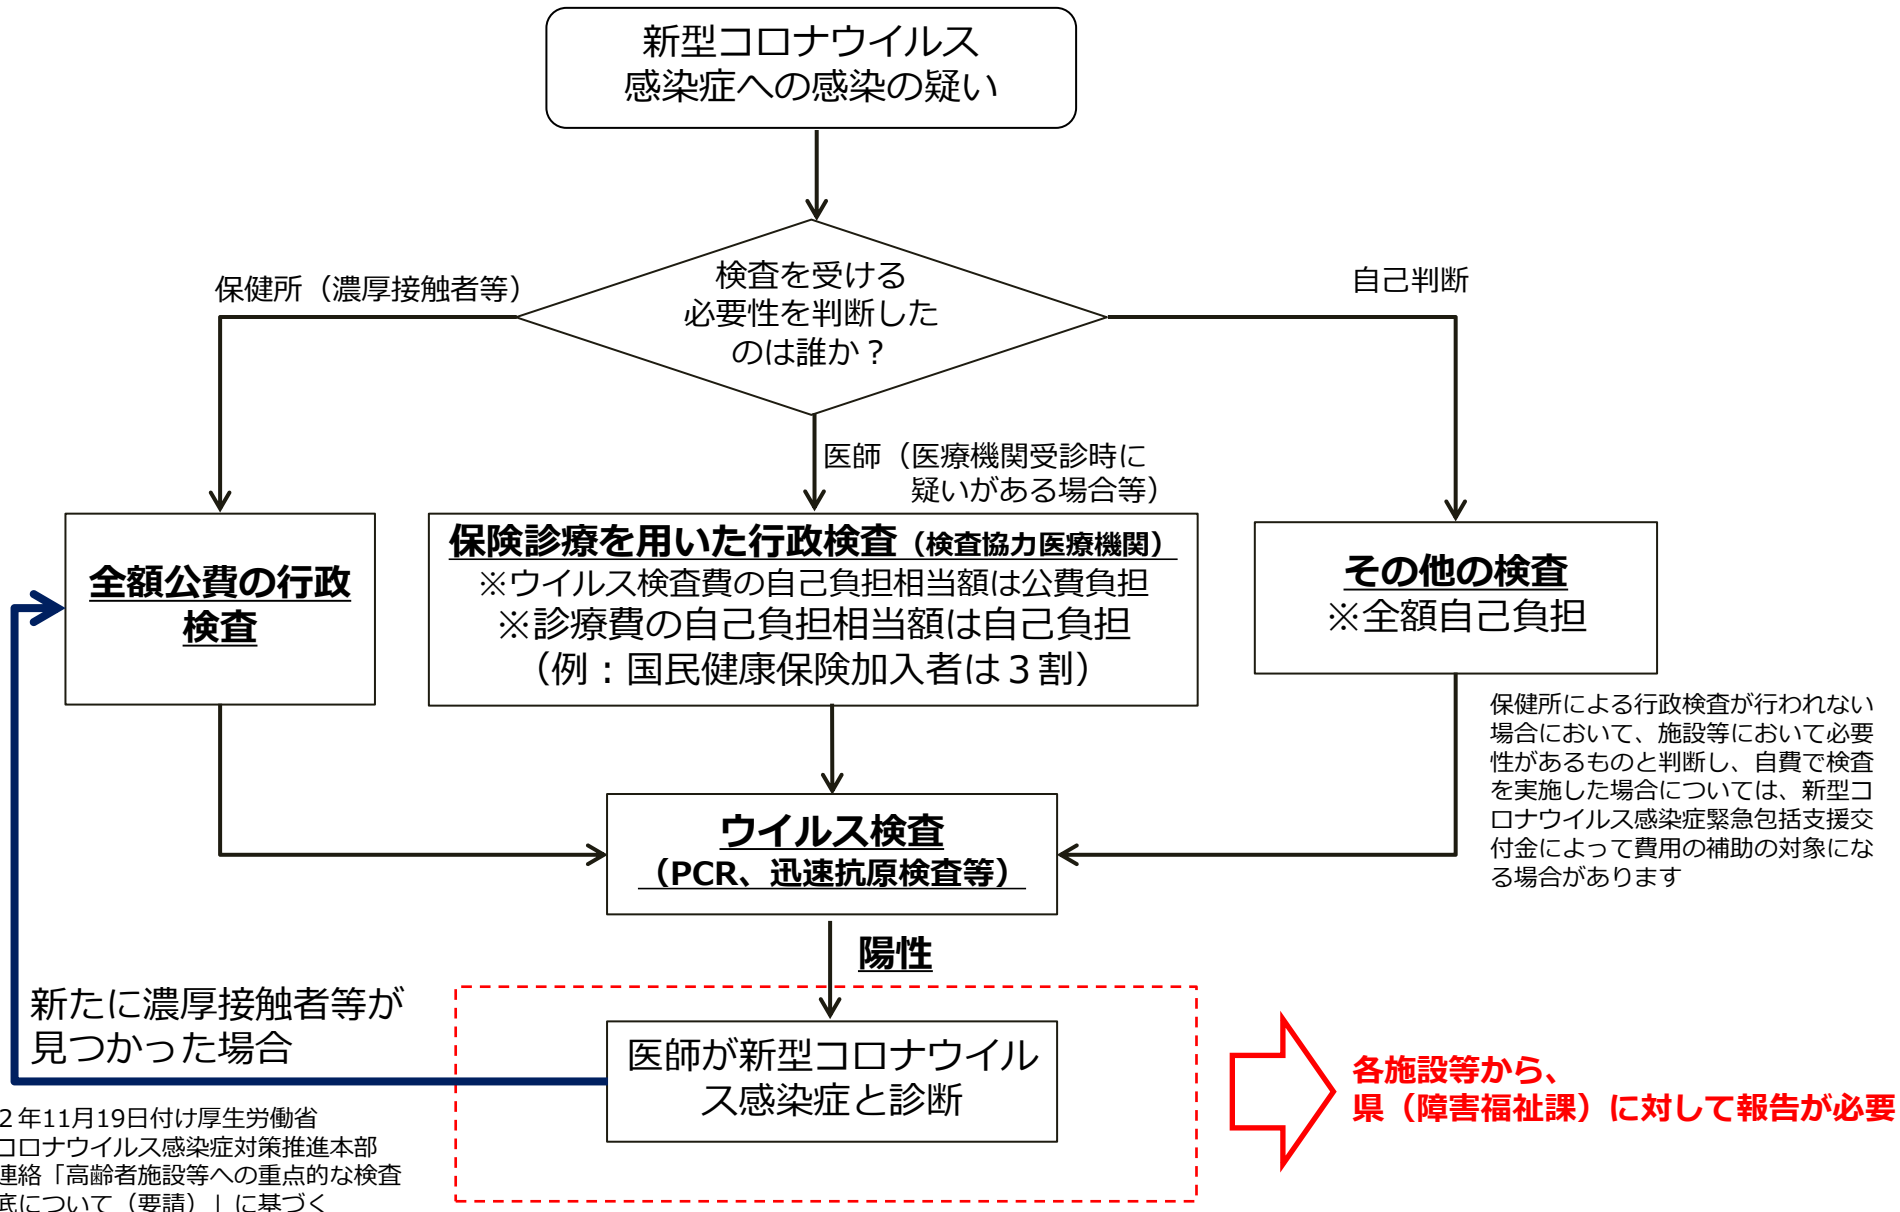 新型コロナウイルス
感染症への感染の疑い
検査を受ける
必要性を判断した
のは誰か？
保健所（濃厚接触者等）
自己判断
医師（医療機関受診時に
疑いがある場合等）
全額公費の行政
検査
保険診療を用いた行政検査（検査協力医療機関）
※ウイルス検査費の自己負担相当額は公費負担
※診療費の自己負担相当額は自己負担
（例：国民健康保険加入者は３割）
その他の検査
※全額自己負担
保健所による行政検査が行われない
場合において、施設等において必要
性があるものと判断し、自費で検査
を実施した場合については、新型コ
ロナウイルス感染症緊急包括支援交
付金によって費用の補助の対象にな
る場合があります
ウイルス検査
（PCR、迅速抗原検査等）
陽性
新たに濃厚接触者等が
見つかった場合
医師が新型コロナウイル
ス感染症と診断
各施設等から、
県（障害福祉課）に対して報告が必要
２年11月19日付け厚生労働省
コロナウイルス感染症対策推進本部
連絡「高齢者施設等への重点的な検査
底について（要請）」に基づく